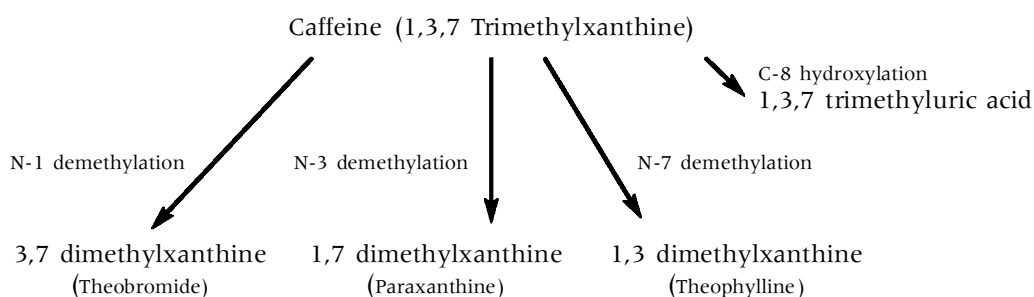 Caffeine (1,3,7 Trimethylxanthine)
C-8 hydroxylation
1,3,7 trimethyluric acid
N-1 demethylation
N-3 demethylation
N-7 demethylation
3,7 dimethylxanthine
(Theobromide)
1,7 dimethylxanthine
(Paraxanthine)
1,3 dimethylxanthine
(Theophylline)